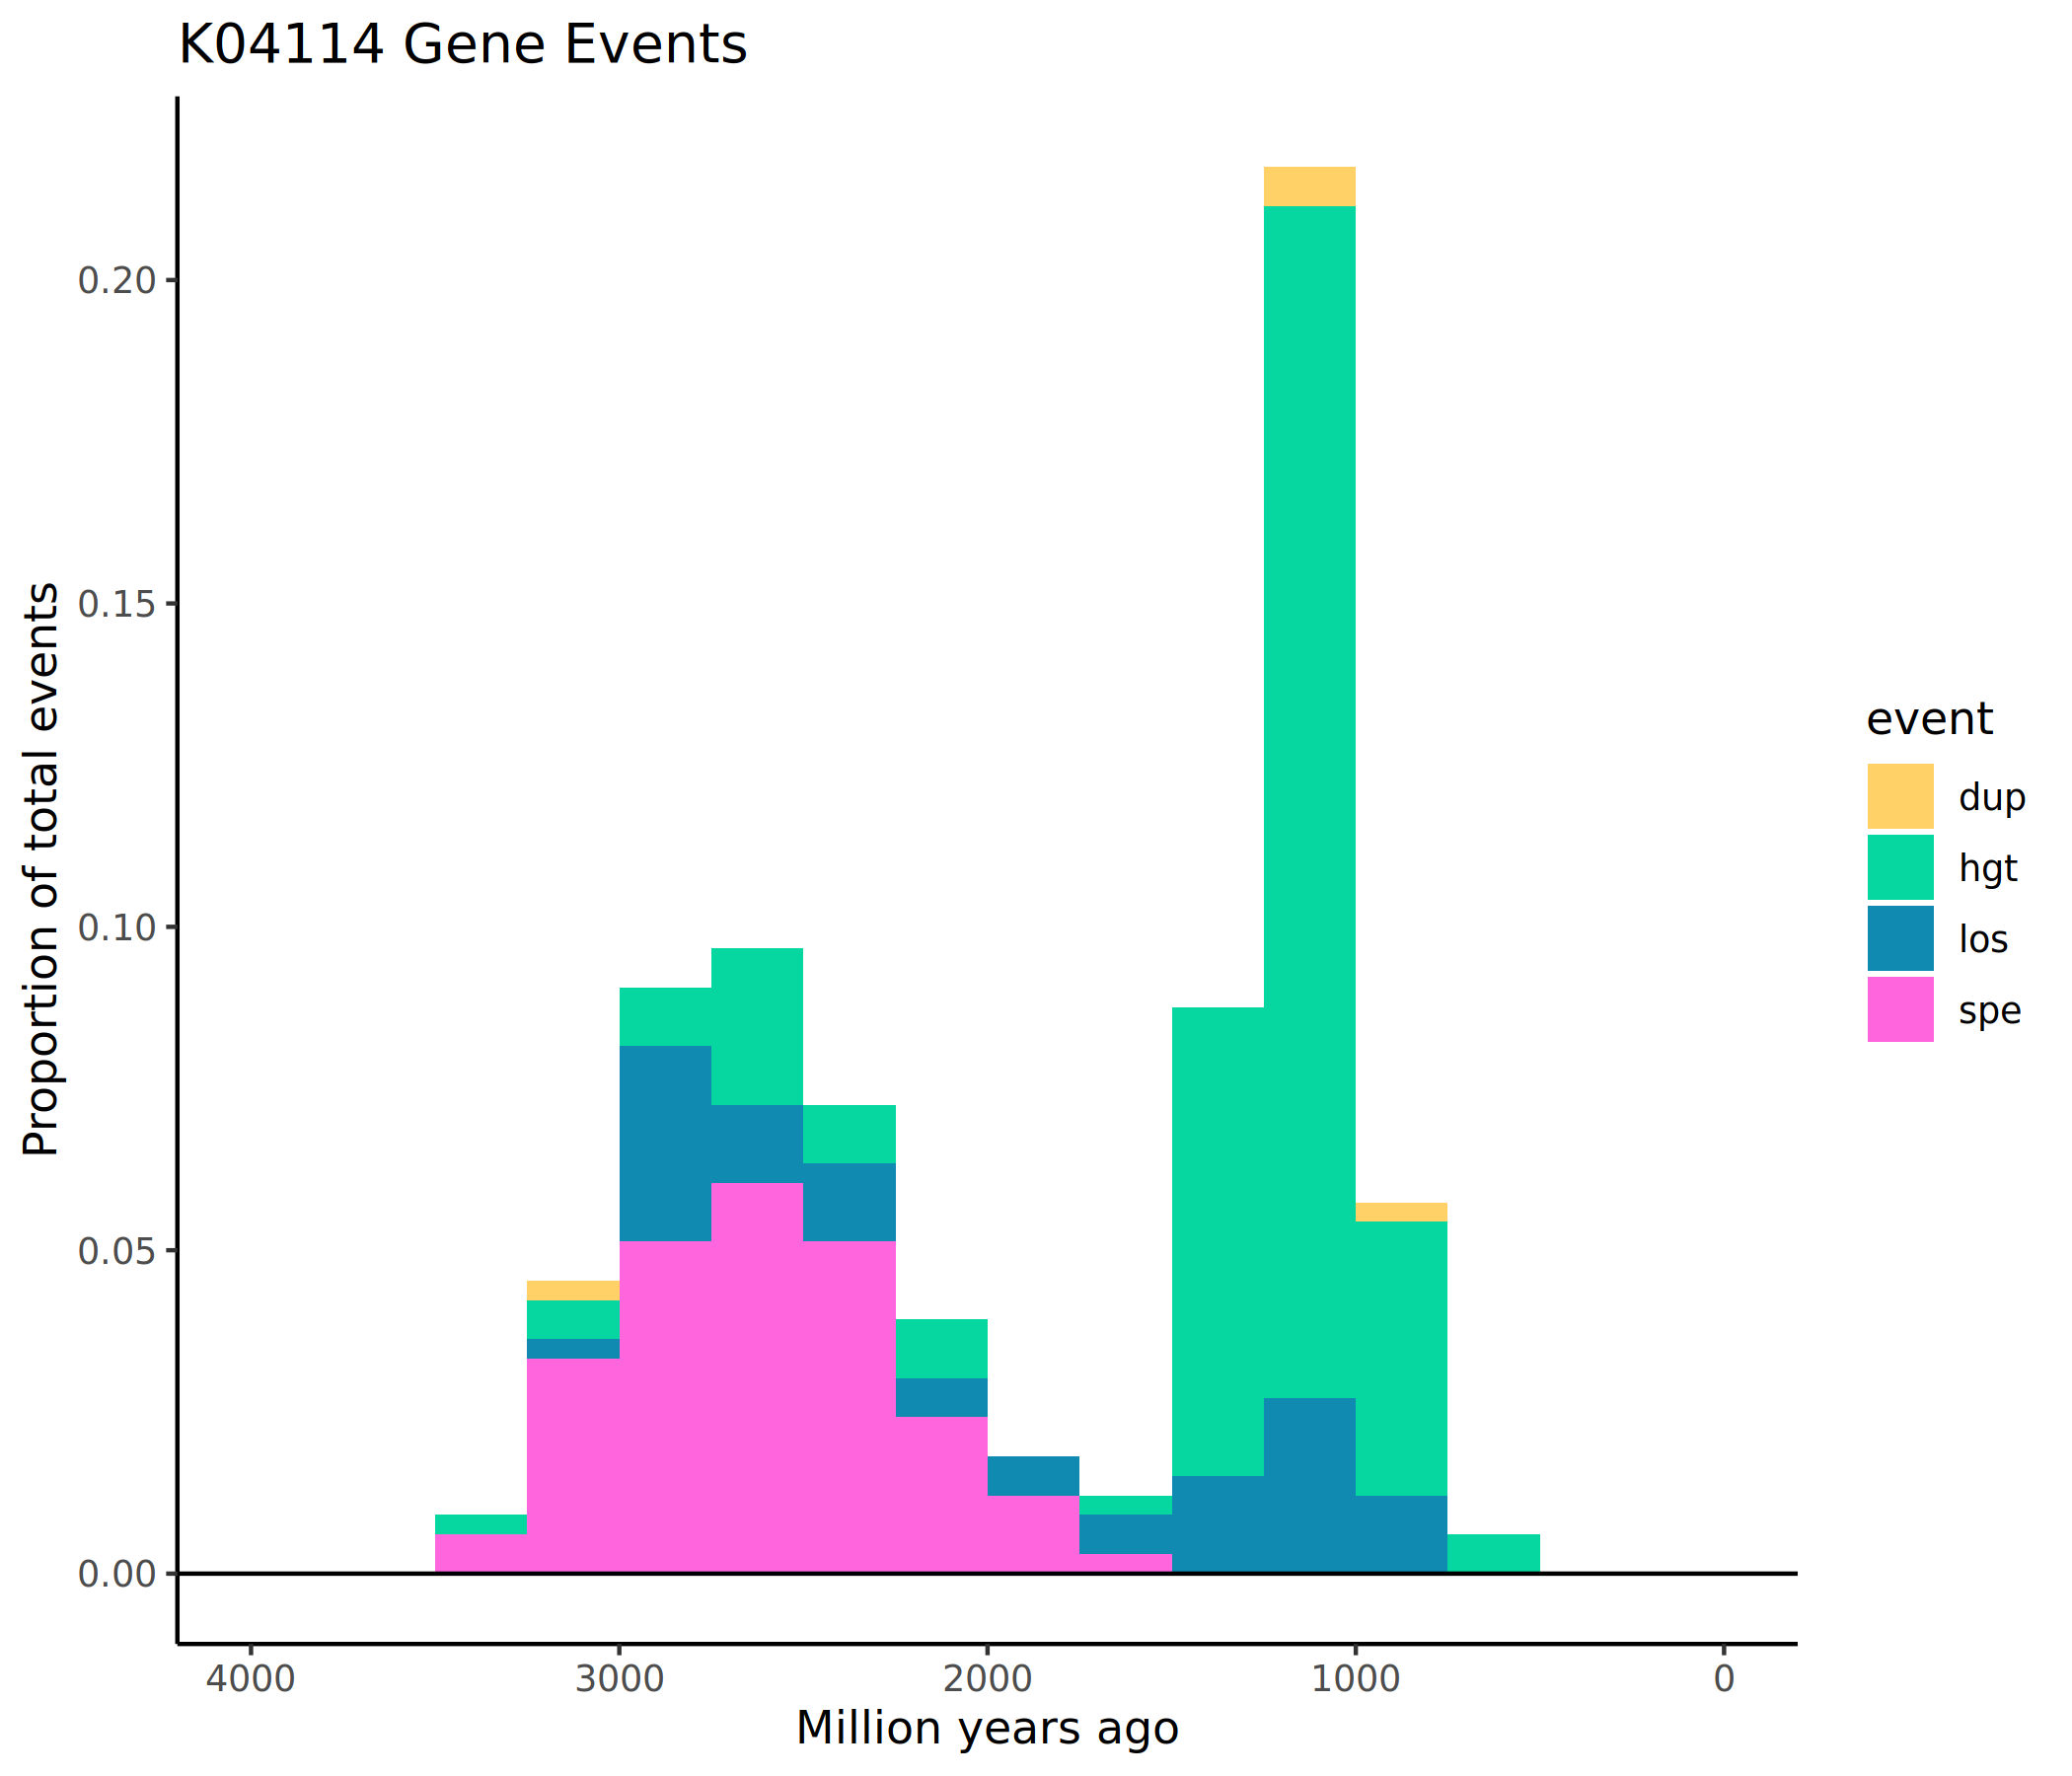 K04114 Gene Events
Proportion of total events
0.20
0.15
0.10
0.05
0.00
4000 3000 2000 1000 0
Million years ago
event
dup
hgt
los
spe